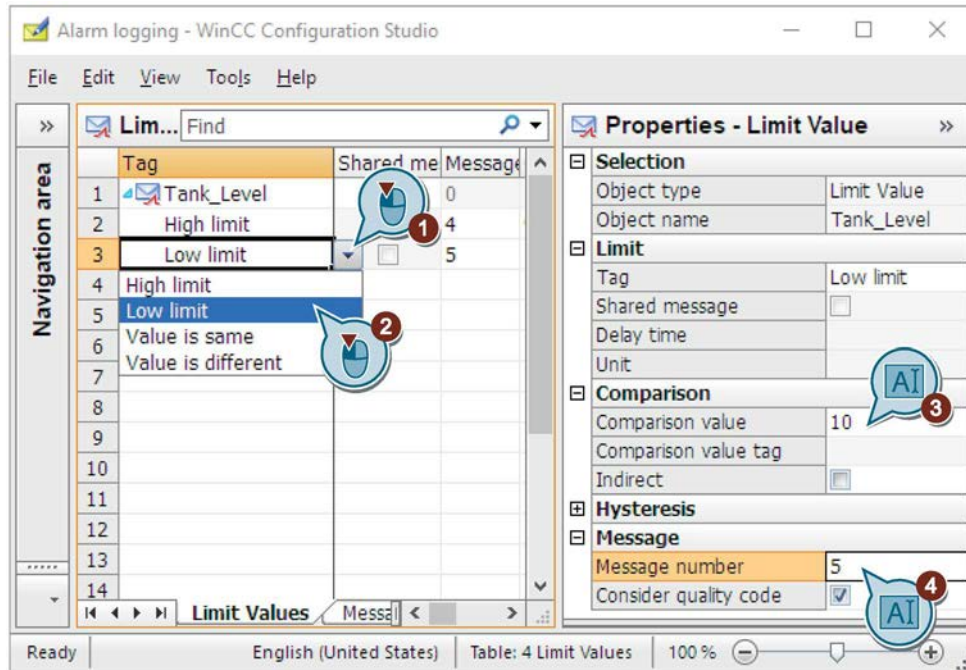 Alarm logging - WinCC Configuration Studio
File Edit View Tools Help
Navigation area
Lim... Find
Tag Shared me Message
1 Tank_Level 0
2 High limit 4
3 Low limit 5
4 High limit
5 Low limit
6 Value is same
7 Value is different
8
9
10
11
12
13
14
Limit Values Messa
1
2
Properties - Limit Value
Selection
Object type Limit Value
Object name Tank_Level
Limit
Tag Low limit
Shared message
Delay time
Unit
Comparison
Comparison value 10
Comparison value tag
Indirect
Hysteresis
Message
Message number 5
Consider quality code
AI 3
AI 4
Ready English (United States) Table: 4 Limit Values 100 %